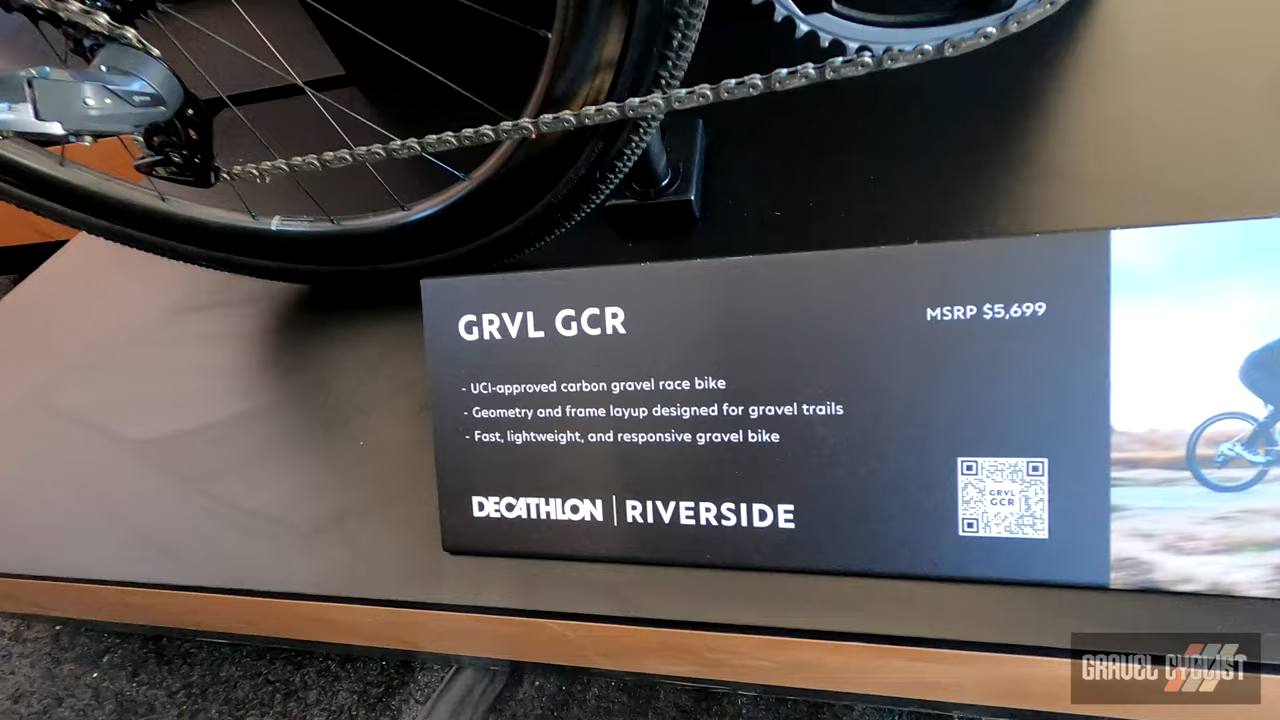 GRVL GCR
MSRP $5,699
- UCI-approved carbon gravel race bike
- Geometry and frame layup designed for gravel trails
- Fast, lightweight, and responsive gravel bike
DECATHLON | RIVERSIDE
GRVL
GCR
GRAVEL CYCLIST